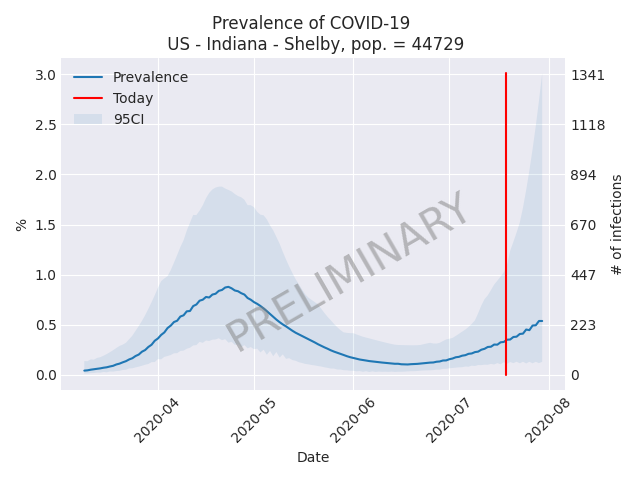 Prevalence of COVID-19
US - Indiana - Shelby, pop. = 44729
Prevalence
Today
95CI
3.0
2.5
2.0
1.5
1.0
0.5
0.0
%
1341
1118
894
670
447
223
0
# of infections
PRELIMINARY
2020-04
2020-05
2020-06
2020-07
2020-08
Date